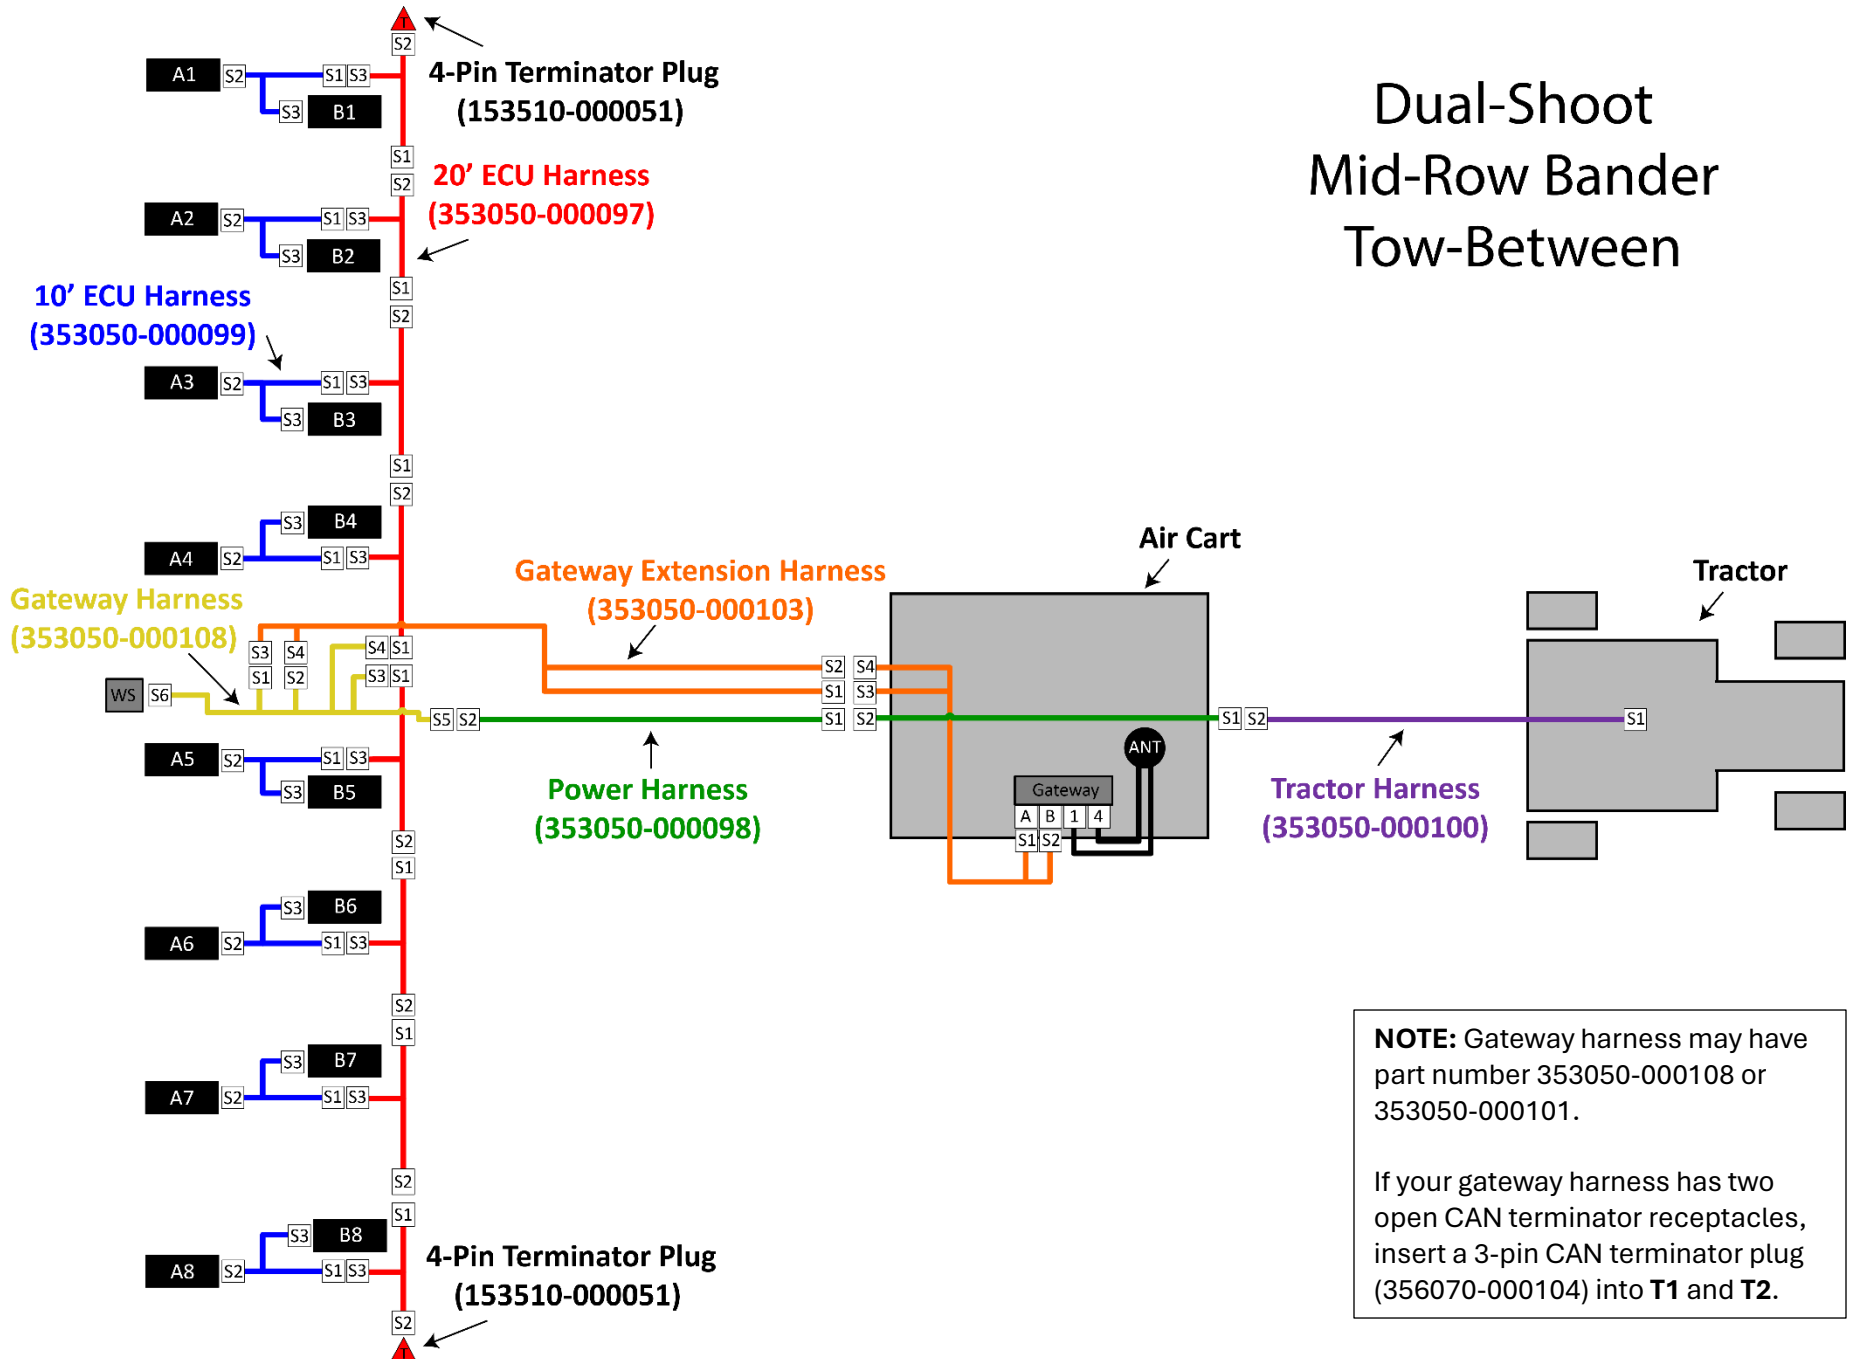 Dual-Shoot
Mid-Row Bander
Tow-Between
T
S2
4-Pin Terminator Plug
(153510-000051)
A1
S2
S1
S3
S3
B1
S1
S2
20’ ECU Harness
(353050-000097)
A2
S2
S1
S3
S3
B2
S1
S2
10’ ECU Harness
(353050-000099)
A3
S2
S1
S3
S3
B3
S1
S2
S3
B4
A4
S2
S1
S3
Gateway Harness
(353050-000108)
Gateway Extension Harness
(353050-000103)
Air Cart
Tractor
S3
S4
S4
S1
S1
S2
S3
S1
WS
S6
S5
S2
S2
S4
S1
S3
S1
S2
S1
S2
S1
ANT
Gateway
A
B
1
4
S1
S2
Power Harness
(353050-000098)
Tractor Harness
(353050-000100)
A5
S2
S1
S3
S3
B5
S2
S1
S3
B6
A6
S2
S1
S3
S2
S1
S3
B7
A7
S2
S1
S3
S2
S1
S3
B8
A8
S2
S1
S3
4-Pin Terminator Plug
(153510-000051)
S2
T
NOTE: Gateway harness may have
part number 353050-000108 or
353050-000101.
If your gateway harness has two
open CAN terminator receptacles,
insert a 3-pin CAN terminator plug
(356070-000104) into T1 and T2.